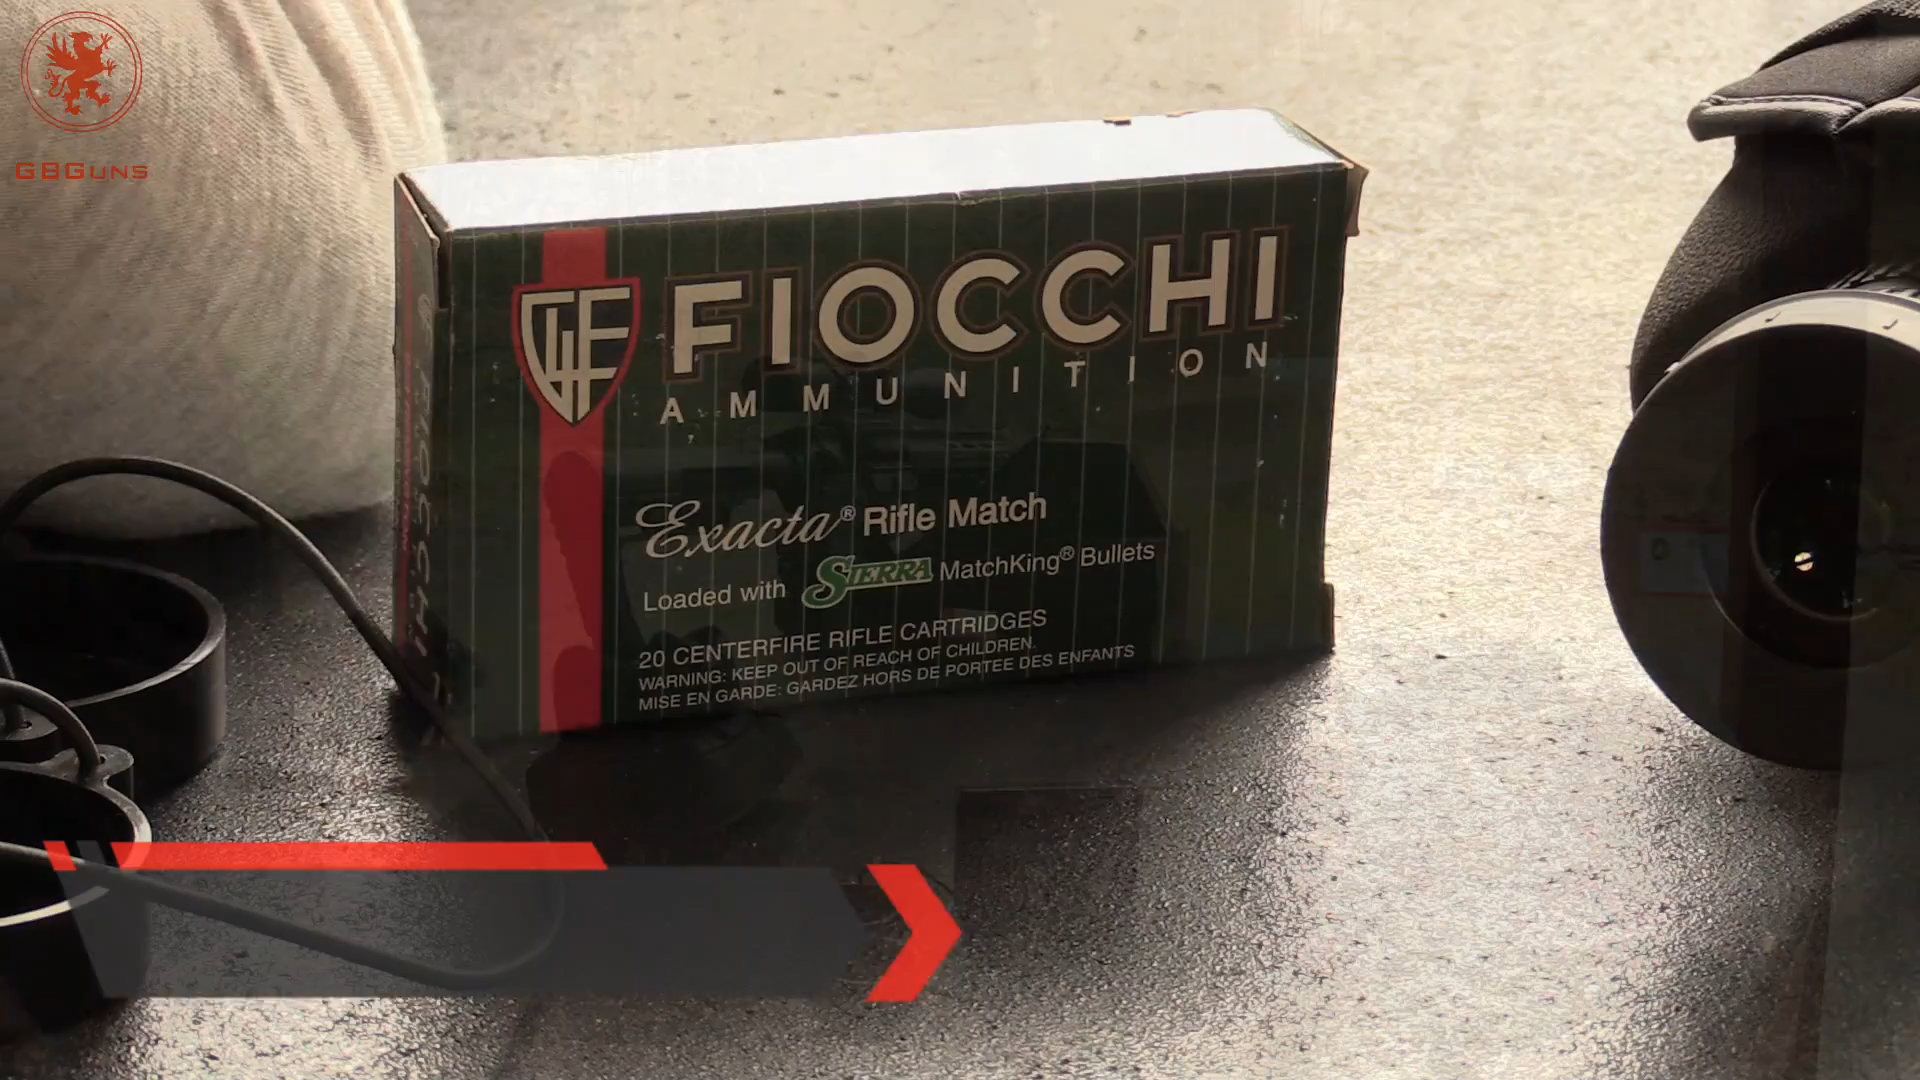 GBGuns
FIOCCHI
AMMUNITION
Exacta® Rifle Match
Loaded with SIERRA MatchKing® Bullets
20 CENTERFIRE RIFLE CARTRIDGES
WARNING: KEEP OUT OF REACH OF CHILDREN.
MISE EN GARDE: GARDEZ HORS DE PORTEE DES ENFANTS
GFL
FIOCCHI